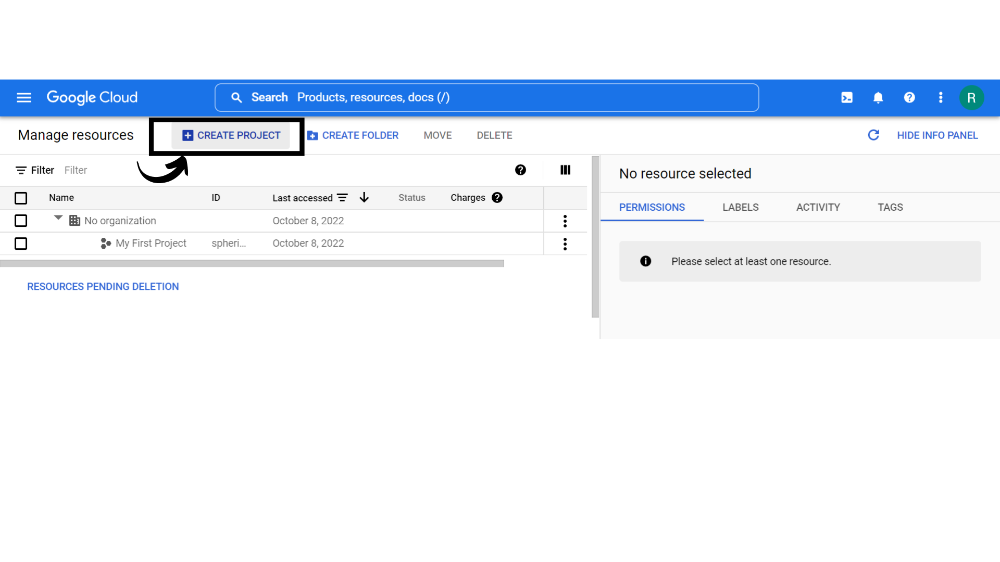 Google Cloud
Search Products, resources, docs (/)
R
Manage resources
CREATE PROJECT
CREATE FOLDER
MOVE
DELETE
HIDE INFO PANEL
Filter Filter
Name ID Last accessed Status Charges
No organization October 8, 2022
My First Project spheri... October 8, 2022
RESOURCES PENDING DELETION
No resource selected
PERMISSIONS LABELS ACTIVITY TAGS
Please select at least one resource.